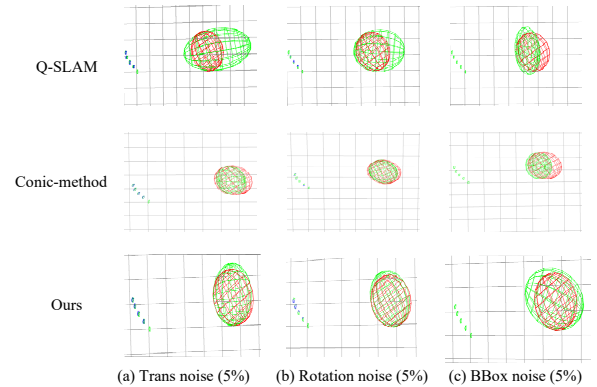 Q-SLAM
Conic-method
Ours
(a) Trans noise (5%) (b) Rotation noise (5%) (c) BBox noise (5%)